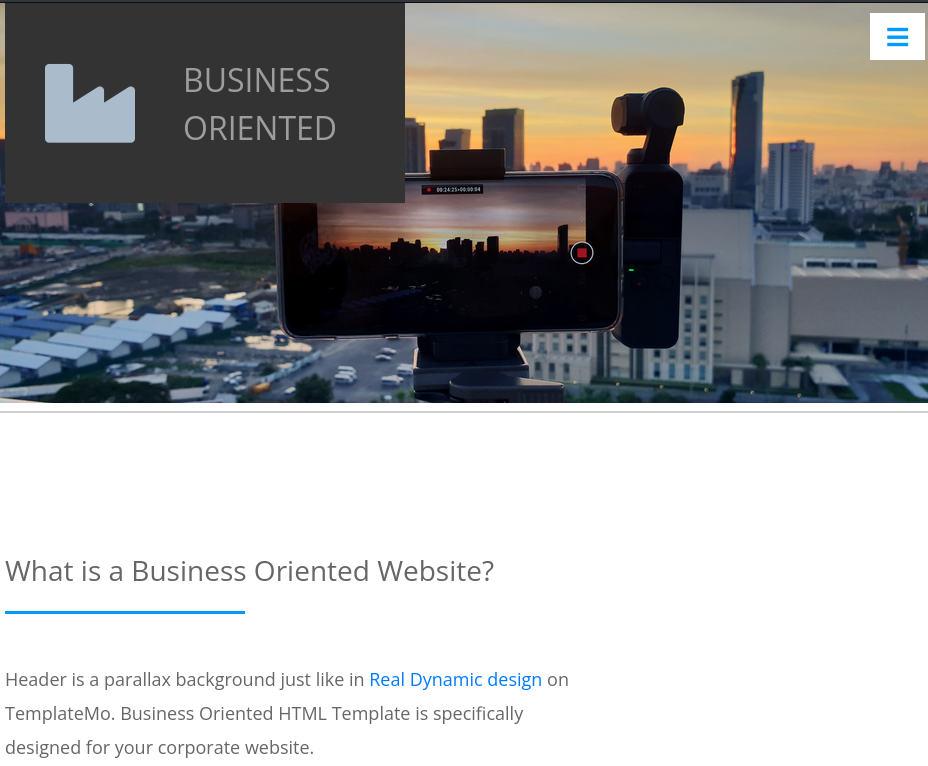 BUSINESS
ORIENTED
00:24:25+00:00:04
What is a Business Oriented Website?
Header is a parallax background just like in Real Dynamic design on
TemplateMo. Business Oriented HTML Template is specifically
designed for your corporate website.